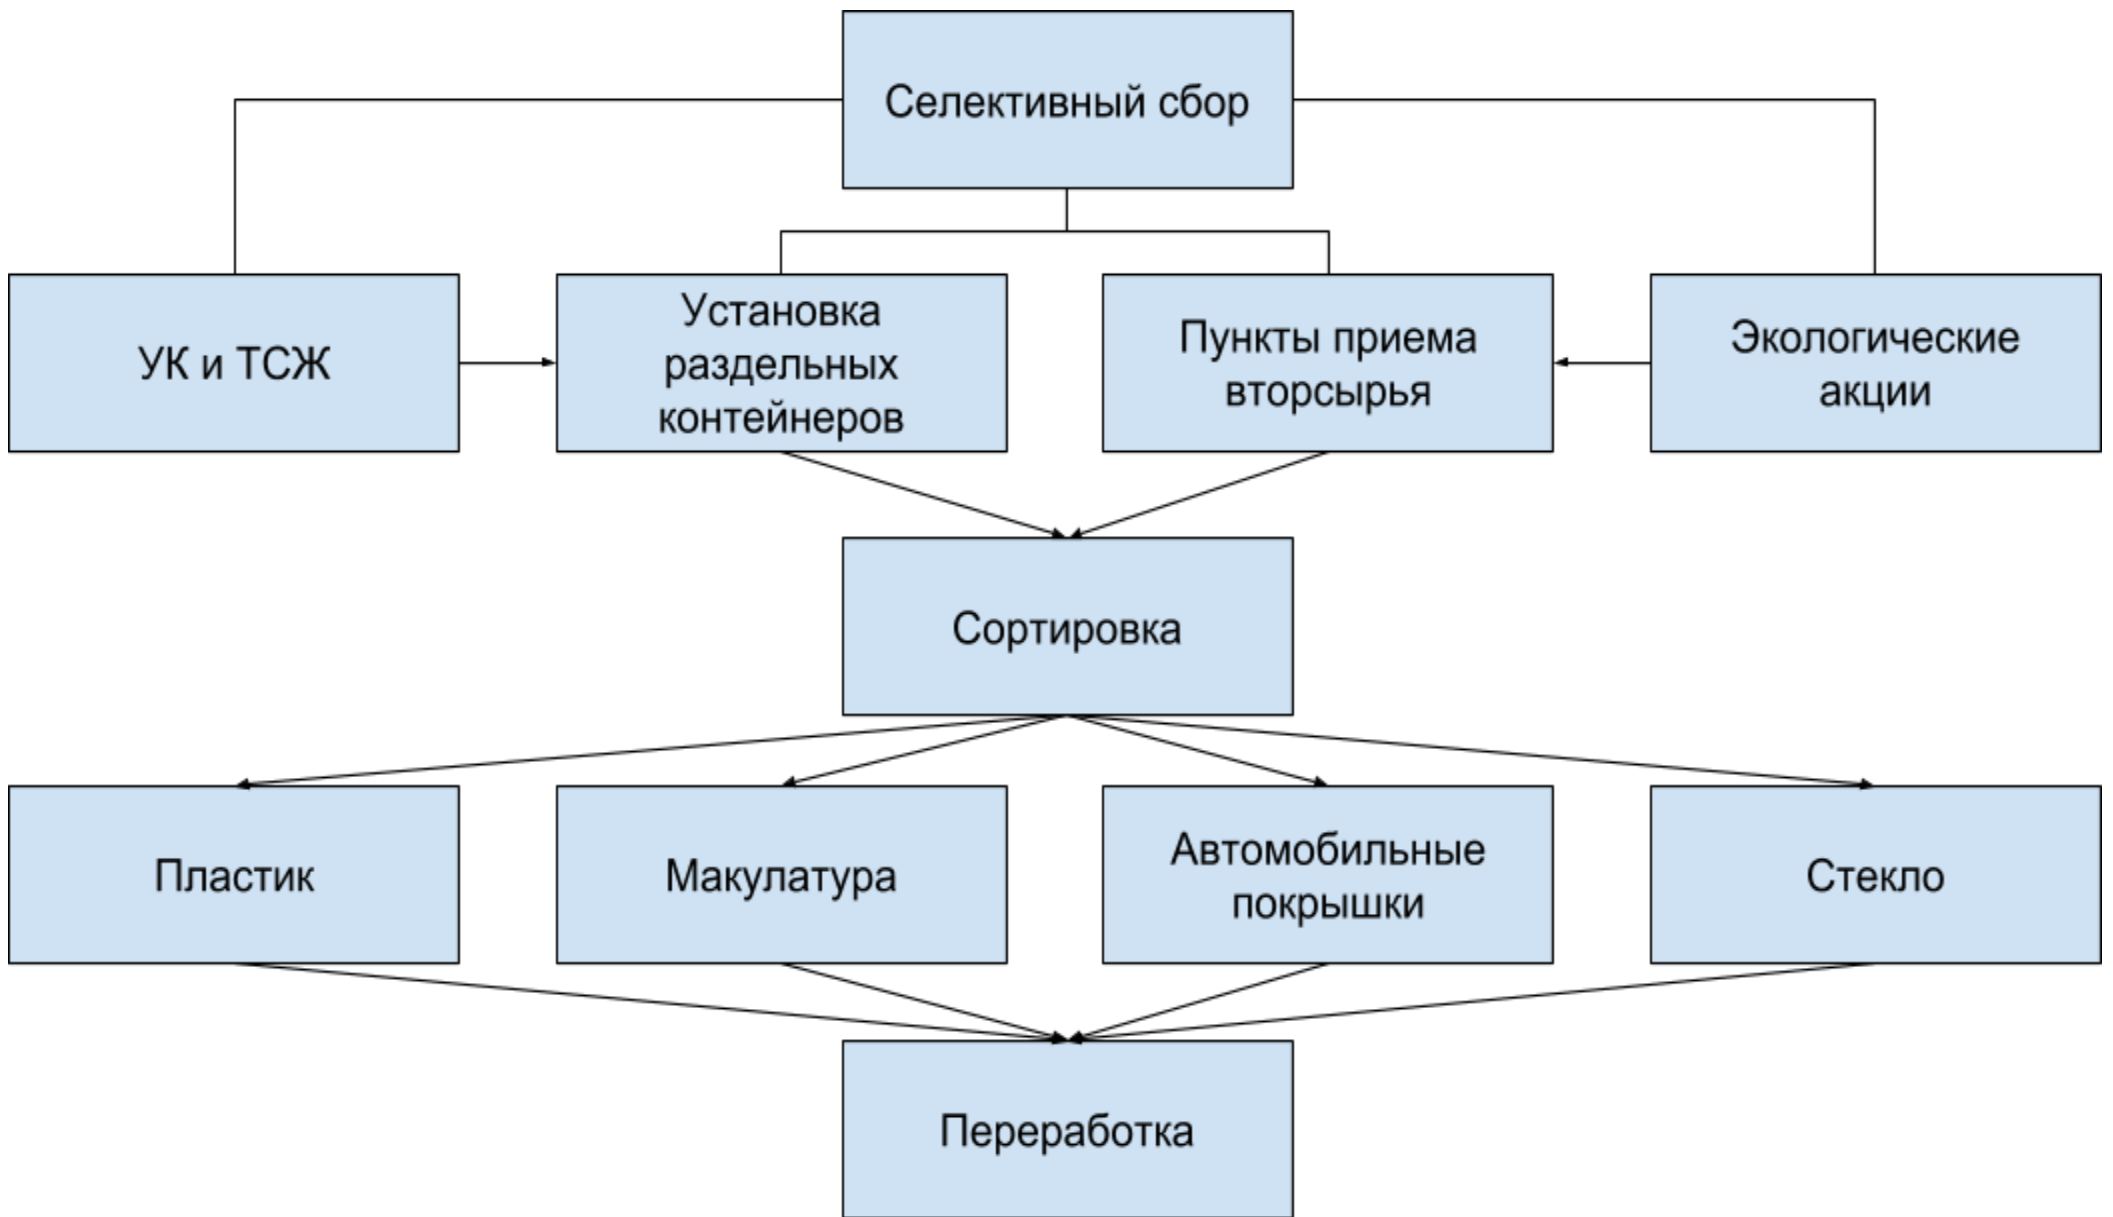 Селективный сбор
УК и ТСЖ
Установка
раздельных
контейнеров
Пункты приема
вторсырья
Экологические
акции
Сортировка
Пластик
Макулатура
Автомобильные
покрышки
Стекло
Переработка